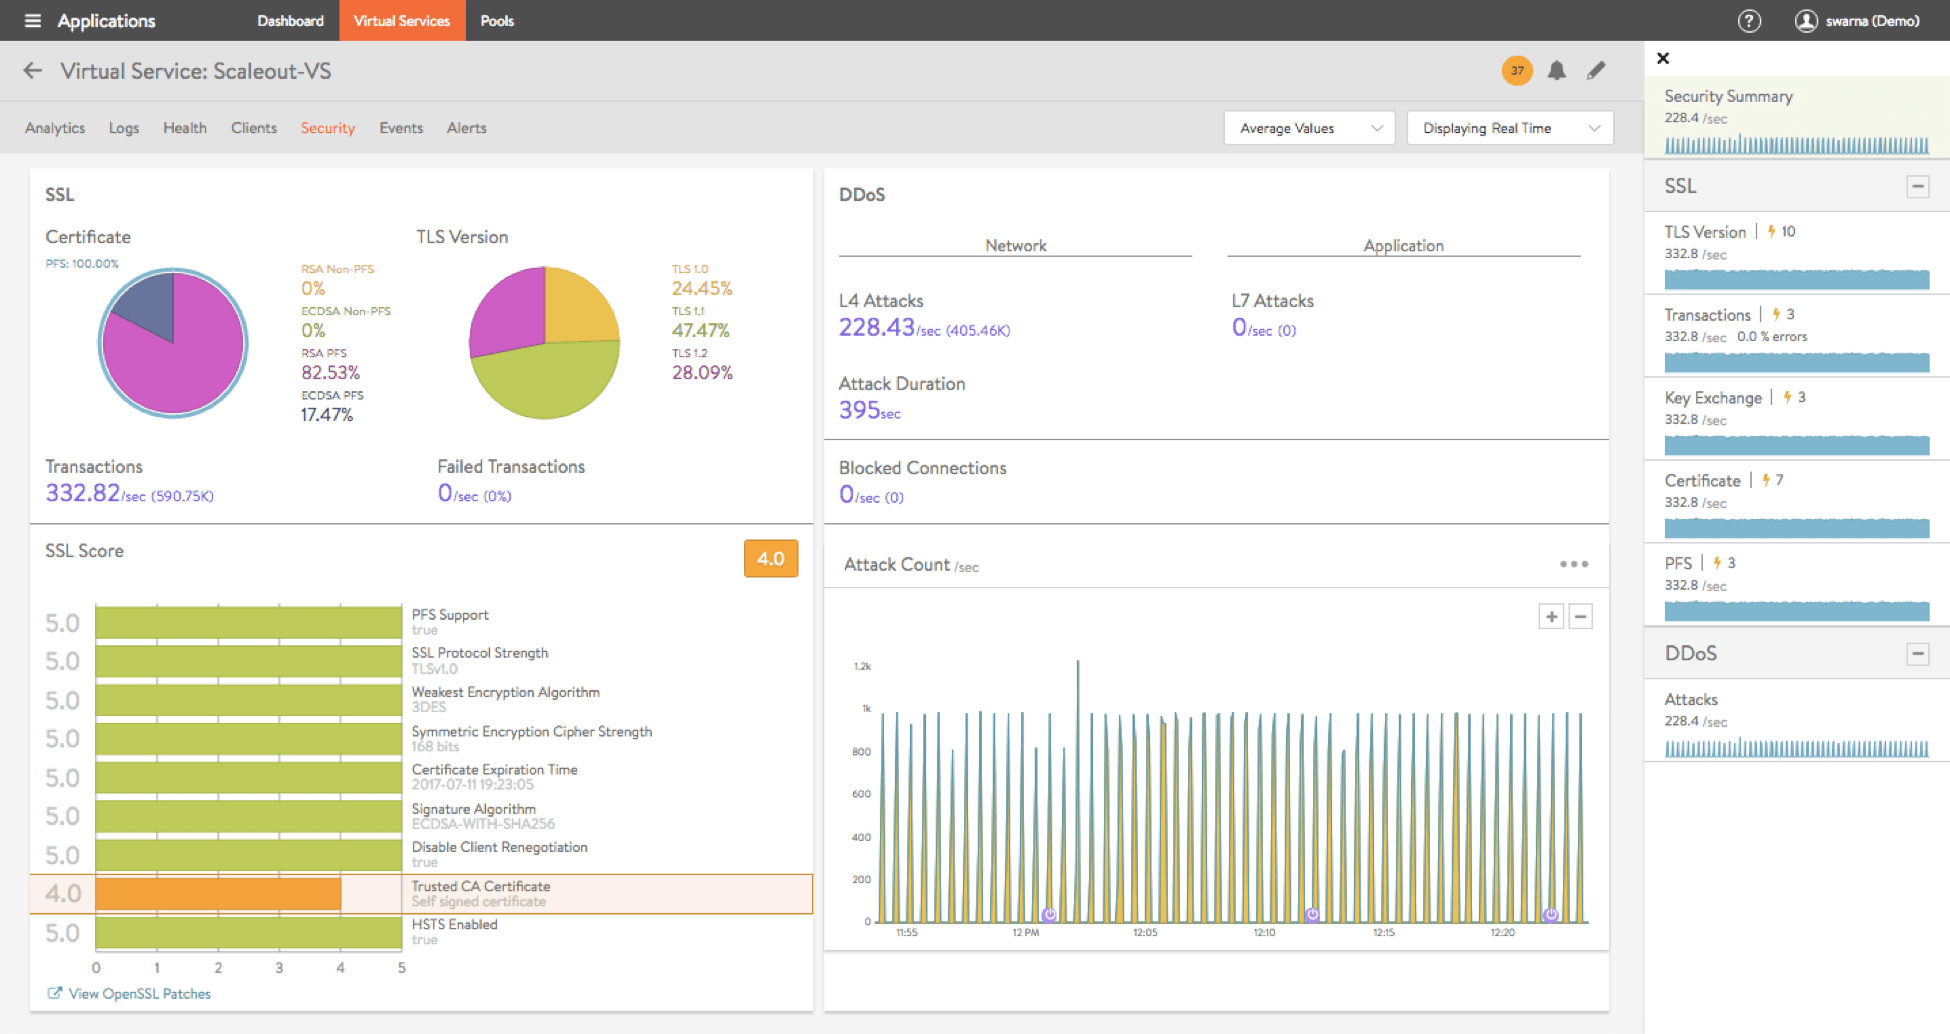 Applications Dashboard Virtual Services Pools ? swarna (Demo)
Virtual Service: Scaleout-VS 37
Analytics Logs Health Clients Security Events Alerts Average Values Displaying Real Time
SSL
Certificate
PFS: 100.00%
RSA Non-PFS
0%
ECDSA Non-PFS
0%
RSA PFS
82.53%
ECDSA PFS
17.47%
TLS Version
TLS 1.0
24.45%
TLS 1.1
47.47%
TLS 1.2
28.09%
Transactions
332.82/sec (590.75K)
Failed Transactions
0/sec (0%)
SSL Score
4.0
5.0 PFS Support
true
5.0 SSL Protocol Strength
TLSv1.0
5.0 Weakest Encryption Algorithm
3DES
5.0 Symmetric Encryption Cipher Strength
168 bits
5.0 Certificate Expiration Time
2017-07-11 19:23:05
5.0 Signature Algorithm
ECDSA-WITH-SHA256
5.0 Disable Client Renegotiation
true
4.0 Trusted CA Certificate
Self signed certificate
5.0 HSTS Enabled
true
0 1 2 3 4 5
View OpenSSL Patches
DDoS
Network
Application
L4 Attacks
228.43/sec (405.46K)
L7 Attacks
0/sec (0)
Attack Duration
395sec
Blocked Connections
0/sec (0)
Attack Count /sec
1.2k
1k
800
600
400
200
0
11:55 12 PM 12:05 12:10 12:15 12:20
Security Summary
228.4 /sec
SSL
TLS Version | 10
332.8 /sec
Transactions | 3
332.8 /sec 0.0 % errors
Key Exchange | 3
332.8 /sec
Certificate | 7
332.8 /sec
PFS | 3
332.8 /sec
DDoS
Attacks
228.4 /sec